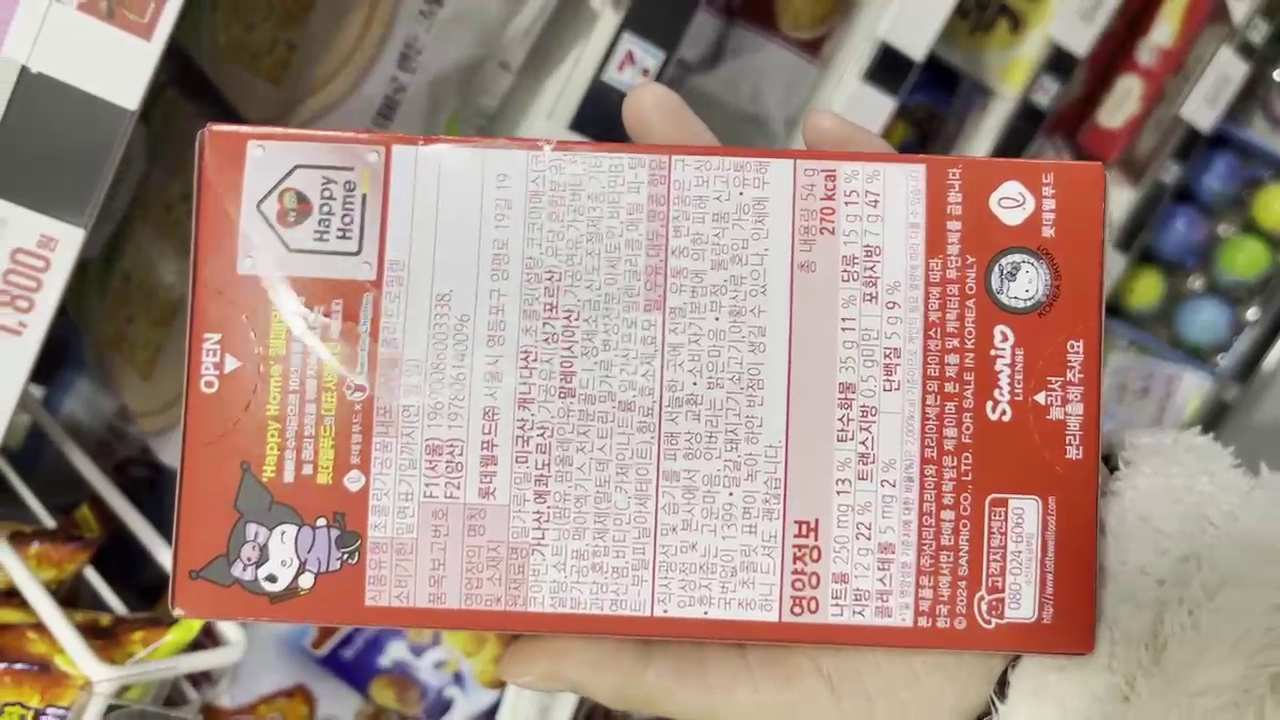 1,800원
OPEN
'Happy Home' 캠페인
빼빼로수익금으로 10년
놀 권리 보장을 위해
롯데웰푸드의 대표
롯데웰푸드 x Save the Children
Happy
Home
식품유형 초콜릿가공품 내포 폴리프로필렌
소비기한 밑면표기일까지(연.월.일)
품목보고번호 F1(서울) 19690086003338,
F2(양산) 197806140096
영업장의 명칭
및 소재지 롯데웰푸드㈜ 서울시 영등포구 양평로 19길 19
원재료명 밀가루(밀:미국산,캐나다산),초콜릿(설탕,코코아매스(코
코아빈:가나산,에콰도르산),가공유지(싱가포르산),유당,혼합분유),
설탕,쇼트닝(팜유,팜올레인유:말레이시아산),가공연유,가공버터,전
분가공품,맥아엑기스,전지분골드Ⅰ,정제소금,산도조절제3종,기타
과당,혼합제제(말토덱스트린,밀가루,변성전분,미세토인,비타민B1
염산염,비타민C,카제인나트륨,알긴산프로필렌글리콜,메틸 파-털
트-부틸피닐아세테이트),향료,효소제,효모 밀,우유,대두,땅콩 함유
•직사광선 및 습기를 피해 서늘한 곳에 진열, 유통 중 변질품은 구
입상점 및 본사에서 항상 교환 •소비자기본법에 의한 피해 보상
•휴지줍는 고운마음, 안버리는 밝은마음 •부정, 불량식품 신고는
국번없이 1399 •달걀,돼지고기,쇠고기,아황산류 혼입 가능 •유통
중 초콜릿 표면이 녹아 하얀 반점이 생길 수 있으나, 인체에 무해
하니 드셔도 괜찮습니다.
영양정보 총 내용량 54 g
270 kcal
나트륨 250 mg 13 % 탄수화물 35 g 11 % 당류 15 g 15 %
지방 12 g 22 % 트랜스지방 0.5 g미만 포화지방 7 g 47 %
콜레스테롤 5 mg 2 % 단백질 5 g 9 %
*1일 영양성분 기준치에 대한 비율(%)은 2,000kcal 기준이므로 개인의 필요 열량에 따라 다를 수 있습니다
본 제품은 (주)산리오코리아와 코리아세븐의 라이센스 계약에 따라,
한국 내에서만 판매를 허락받은 제품이며, 본 제품 및 캐릭터의 무단복제를 금합니다.
© 2024 SANRIO CO., LTD. FOR SALE IN KOREA ONLY
고객지원센터
080-024-6060
수신자요금부담
http://www.lottewellfood.com
Sanrio
LICENSE
눌러서
분리배출해 주세요
Sanrio
KOREA SKR001
롯데웰푸드
7